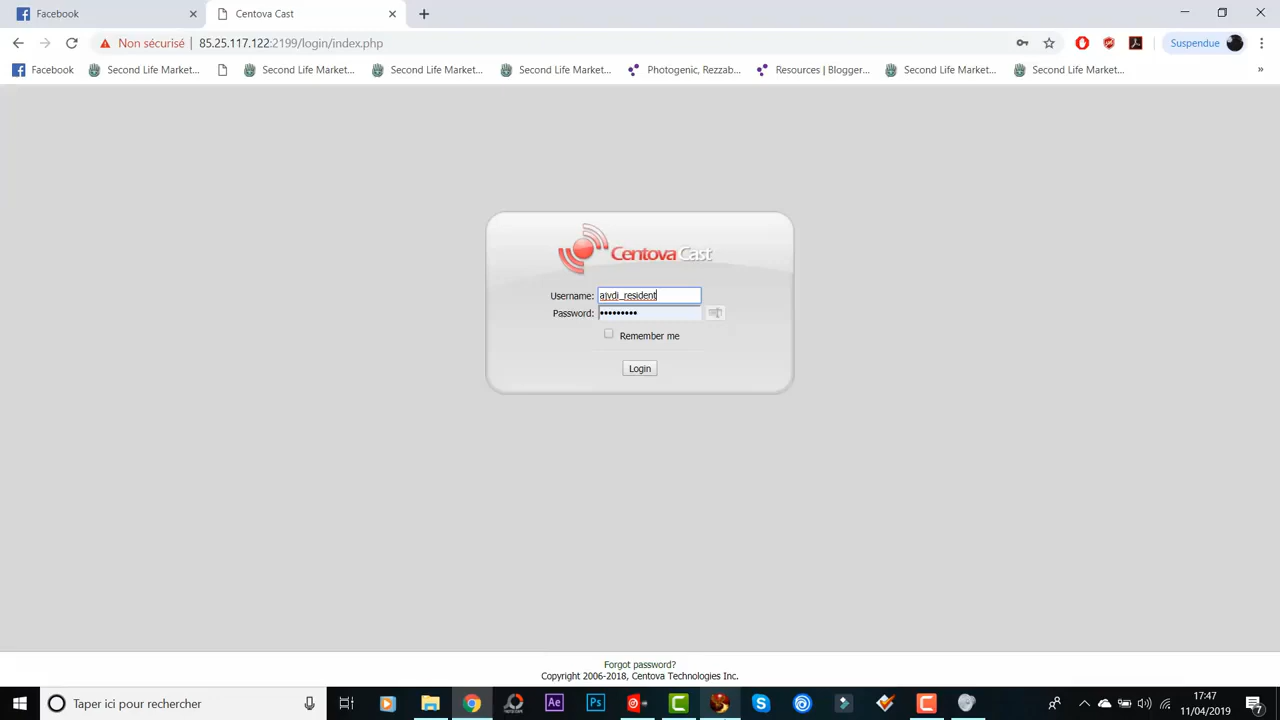 Facebook
Centova Cast
Non sécurisé
85.25.117.122:2199/login/index.php
Suspendue
Facebook
Second Life Market...
Second Life Market...
Second Life Market...
Second Life Market...
Photogenic, Rezzab...
Resources | Blogger...
Second Life Market...
Second Life Market...
»
Centova Cast
Username: ajvdi_resident
Password: •••••••••
Remember me
Login
Forgot password?
Copyright 2006-2018, Centova Technologies Inc.
Taper ici pour rechercher
Ae
Ps
17:47
11/04/2019
7